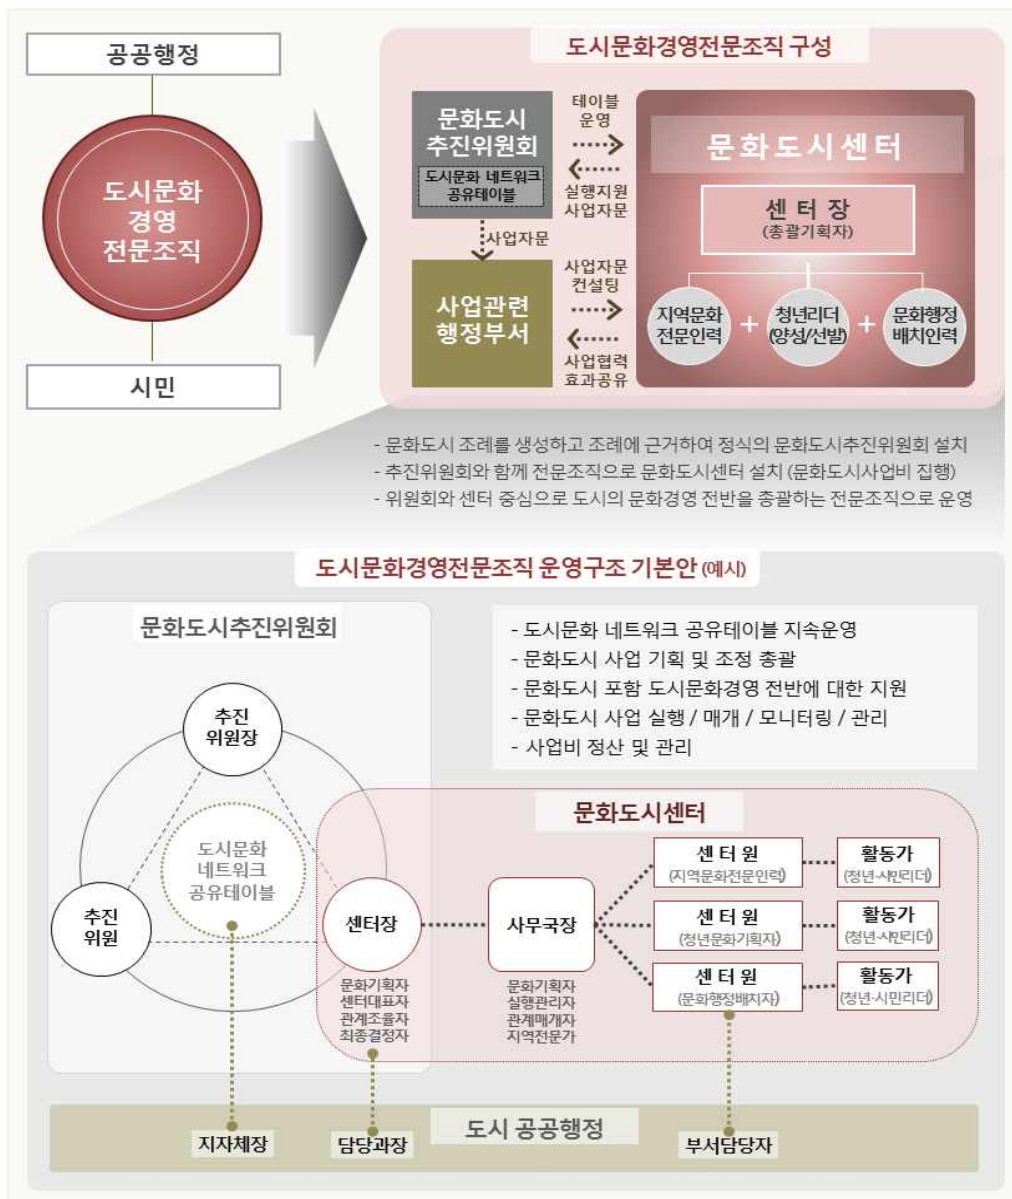 공공행정
도시문화
경영
전문조직
시민
도시문화경영전문조직 구성
문화도시
추진위원회
도시문화 네트워크
공유테이블
테이블
운영
실행지원
사업자문
사업자문
사업관련
행정부서
사업자문
컨설팅
사업협력
효과공유
문화도시센터
센 터 장
(총괄기획자)
지역문화
전문인력
+
청년리더
(양성/선발)
+
문화행정
배치인력
- 문화도시 조례를 생성하고 조례에 근거하여 정식의 문화도시추진위원회 설치
- 추진위원회와 함께 전문조직으로 문화도시센터 설치 (문화도시사업비 집행)
- 위원회와 센터 중심으로 도시의 문화경영 전반을 총괄하는 전문조직으로 운영
도시문화경영전문조직 운영구조 기본안 (예시)
문화도시추진위원회
추진
위원장
도시문화
네트워크
공유테이블
추진
위원
- 도시문화 네트워크 공유테이블 지속운영
- 문화도시 사업 기획 및 조정 총괄
- 문화도시 포함 도시문화경영 전반에 대한 지원
- 문화도시 사업 실행 / 매개 / 모니터링 / 관리
- 사업비 정산 및 관리
문화도시센터
센터장
문화기획자
센터대표자
관계조율자
최종결정자
사무국장
문화기획자
실행관리자
관계매개자
지역전문가
센 터 원
(지역문화전문인력)
활동가
(청년·시민리더)
센 터 원
(청년문화기획자)
활동가
(청년·시민리더)
센 터 원
(문화행정배치자)
활동가
(청년·시민리더)
도시 공공행정
지자체장
담당과장
부서담당자